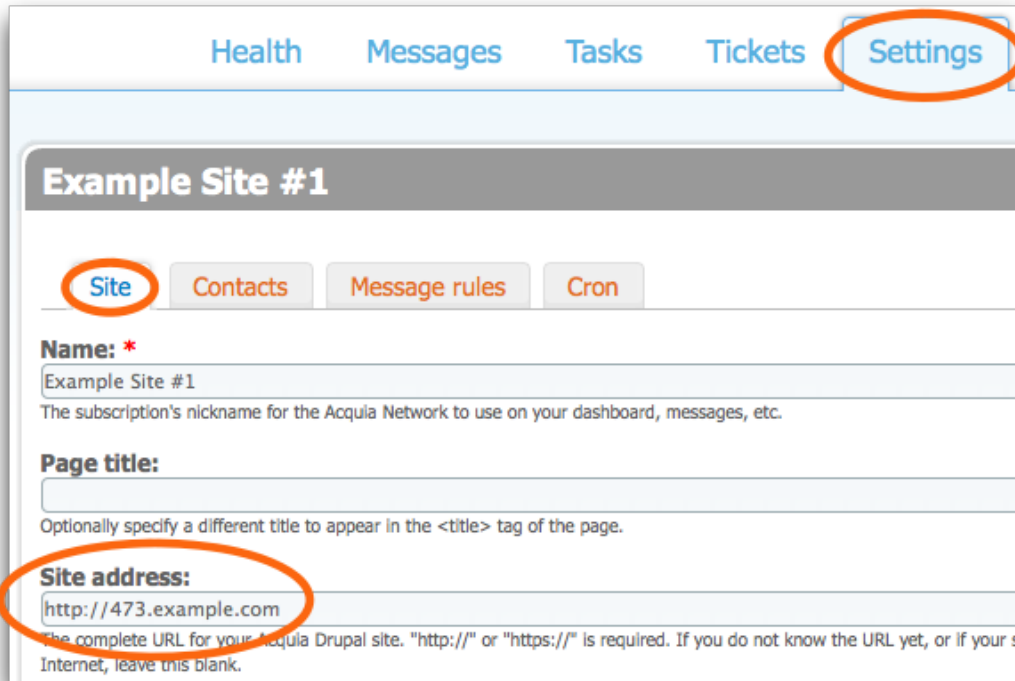 Health Messages Tasks Tickets Settings
Example Site #1
Site Contacts Message rules Cron
Name: *
Example Site #1
The subscription's nickname for the Acquia Network to use on your dashboard, messages, etc.
Page title:
Optionally specify a different title to appear in the <title> tag of the page.
Site address:
http://473.example.com
The complete URL for your Acquia Drupal site. "http://" or "https://" is required. If you do not know the URL yet, or if your
Internet, leave this blank.